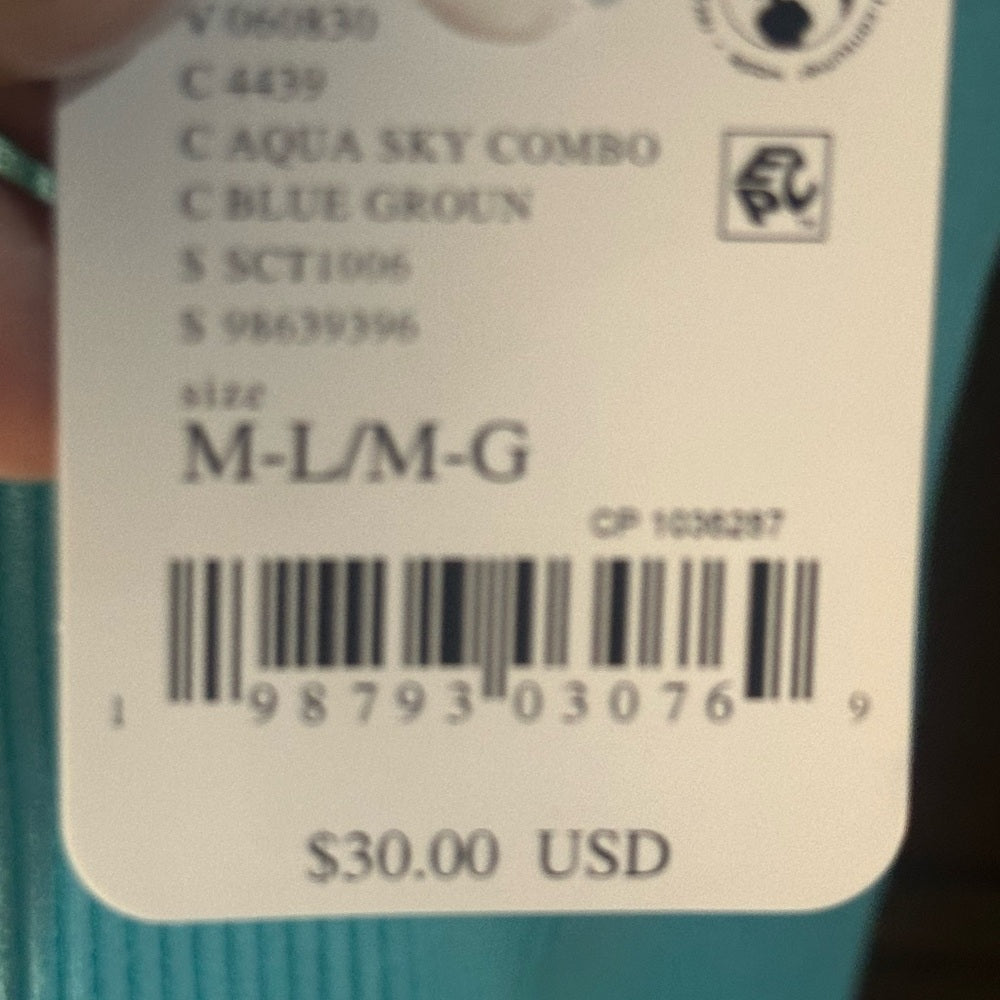 V 060830
C 4439
C AQUA SKY COMBO
C BLUE GROUN
S SCT1006
S 98639396
size
M-L/M-G
CP 1036287
1 98793 03076 9
$30.00 USD